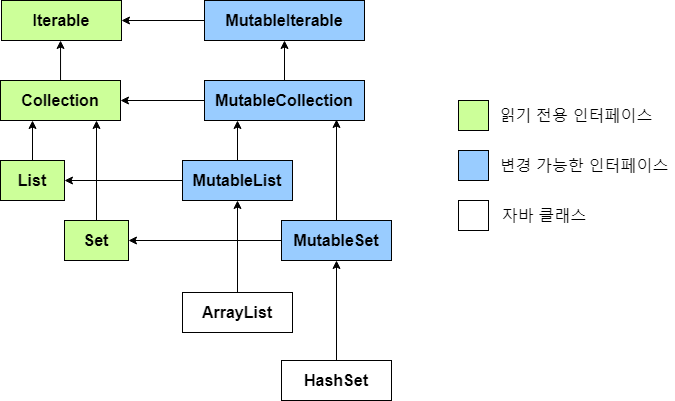 Iterable
MutableIterable
Collection
MutableCollection
읽기 전용 인터페이스
List
MutableList
변경 가능한 인터페이스
자바 클래스
Set
MutableSet
ArrayList
HashSet